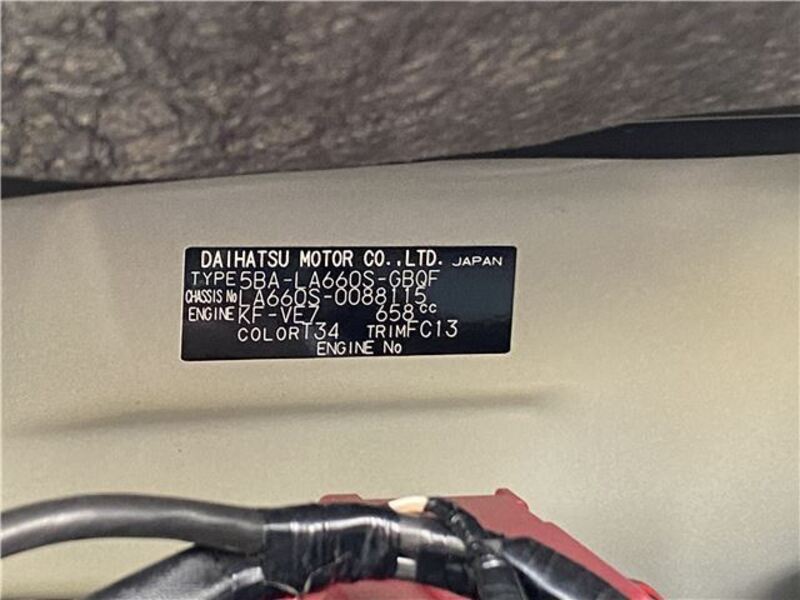 DAIHATSU MOTOR CO.,LTD. JAPAN
TYPE 5BA-LA660S-GBQF
CHASSIS No LA660S-0088115
ENGINE KF-VE7 658cc
COLOR T34 TRIM FC13
ENGINE No